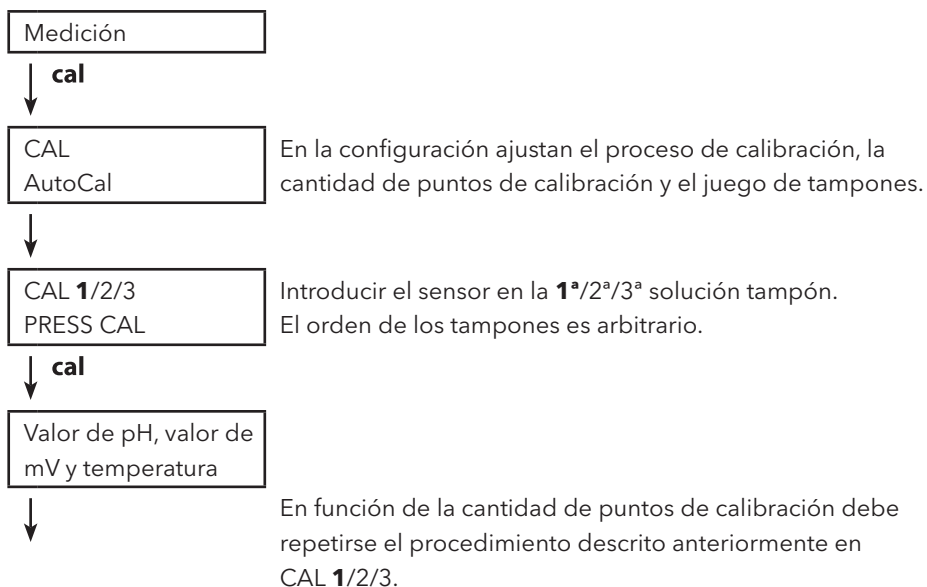 Medición
cal
CAL
AutoCal
En la configuración ajustan el proceso de calibración, la
cantidad de puntos de calibración y el juego de tampones.
CAL 1/2/3
PRESS CAL
Introducir el sensor en la 1ª/2ª/3ª solución tampón.
El orden de los tampones es arbitrario.
cal
Valor de pH, valor de
mV y temperatura
En función de la cantidad de puntos de calibración debe
repetirse el procedimiento descrito anteriormente en
CAL 1/2/3.